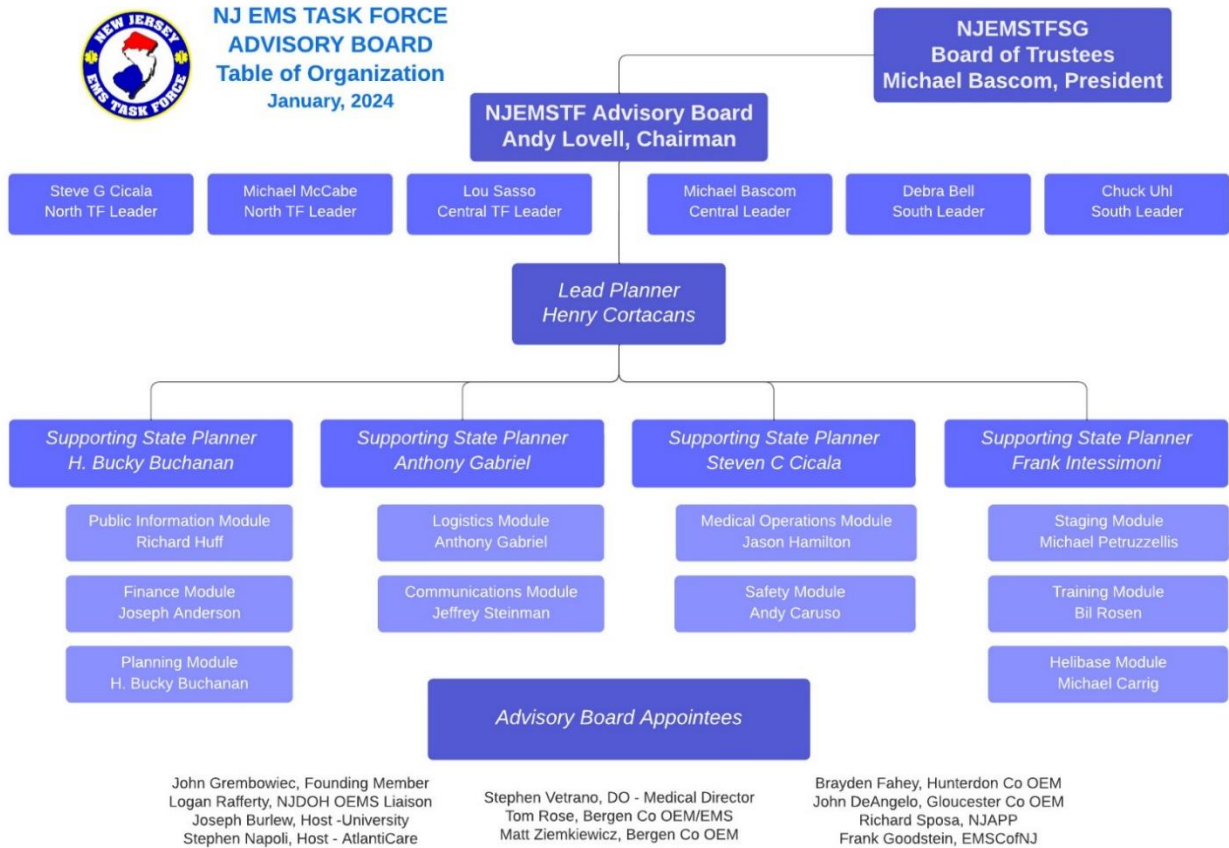 NEW JERSEY
EMS TASK FORCE
NJ EMS TASK FORCE
ADVISORY BOARD
Table of Organization
January, 2024
NJEMSTFSG
Board of Trustees
Michael Bascom, President
NJEMSTF Advisory Board
Andy Lovell, Chairman
Steve G Cicala
North TF Leader
Michael McCabe
North TF Leader
Lou Sasso
Central TF Leader
Michael Bascom
Central Leader
Debra Bell
South Leader
Chuck Uhl
South Leader
Lead Planner
Henry Cortacans
Supporting State Planner
H. Bucky Buchanan
Supporting State Planner
Anthony Gabriel
Supporting State Planner
Steven C Cicala
Supporting State Planner
Frank Intessimoni
Public Information Module
Richard Huff
Logistics Module
Anthony Gabriel
Medical Operations Module
Jason Hamilton
Staging Module
Michael Petruzzellis
Finance Module
Joseph Anderson
Communications Module
Jeffrey Steinman
Safety Module
Andy Caruso
Training Module
Bil Rosen
Planning Module
H. Bucky Buchanan
Helibase Module
Michael Carrig
Advisory Board Appointees
John Grembowiec, Founding Member
Logan Rafferty, NJDOH OEMS Liaison
Joseph Burlew, Host -University
Stephen Napoli, Host - AtlantiCare
Stephen Vetrano, DO - Medical Director
Tom Rose, Bergen Co OEM/EMS
Matt Ziemkiewicz, Bergen Co OEM
Brayden Fahey, Hunterdon Co OEM
John DeAngelo, Gloucester Co OEM
Richard Sposa, NJAPP
Frank Goodstein, EMSCofNJ